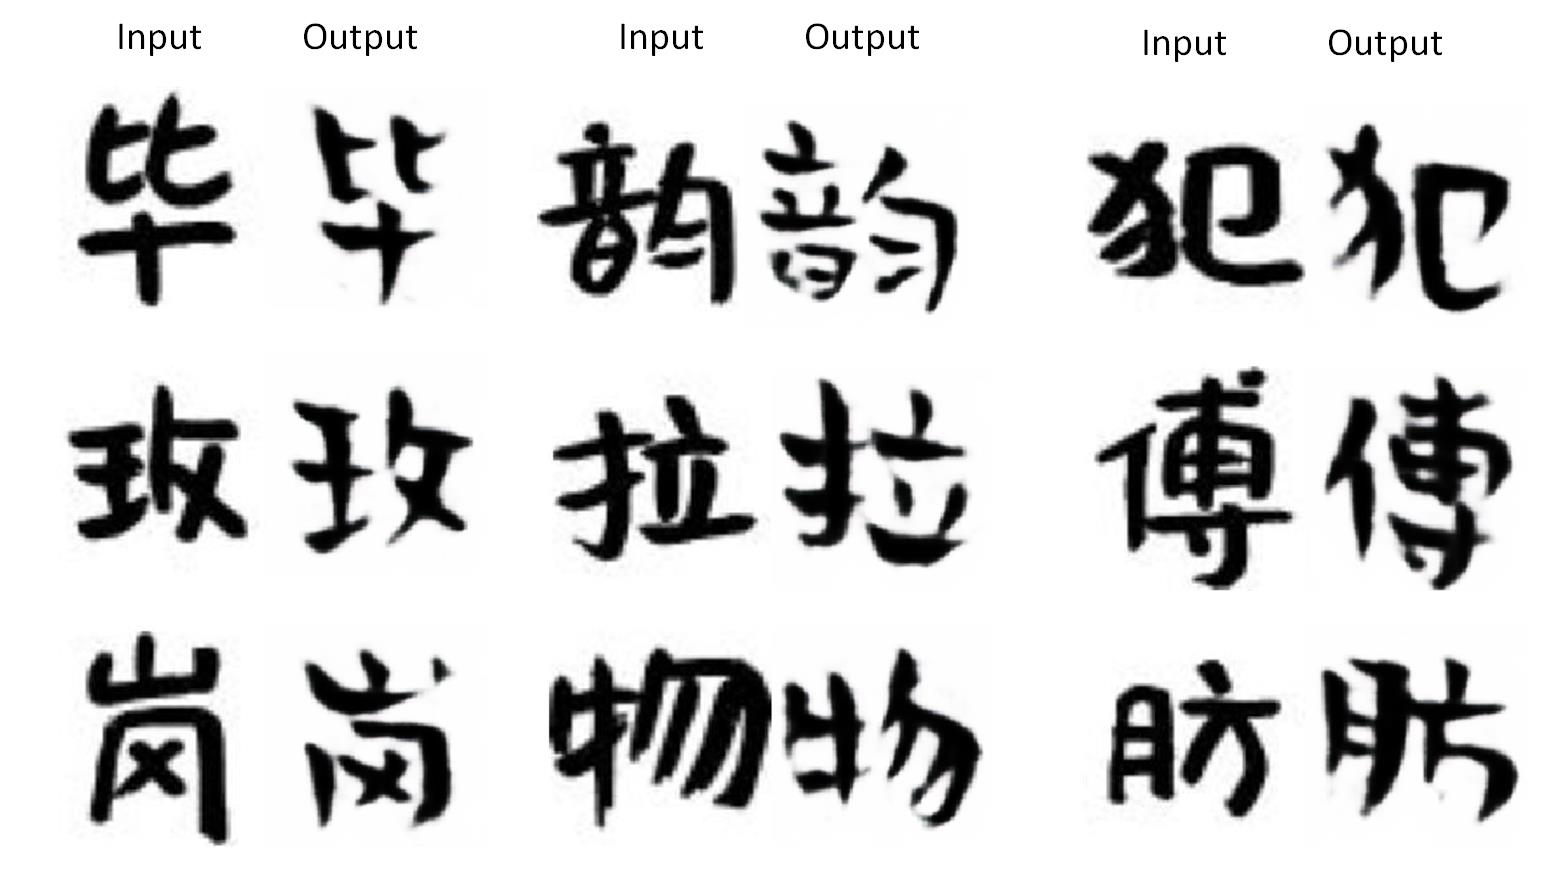 Input Output Input Output Input Output
毕 毕 韵 韵 犯 犯
玫 玫 拉 拉 傅 傅
岗 岗 物 物 肪 肪